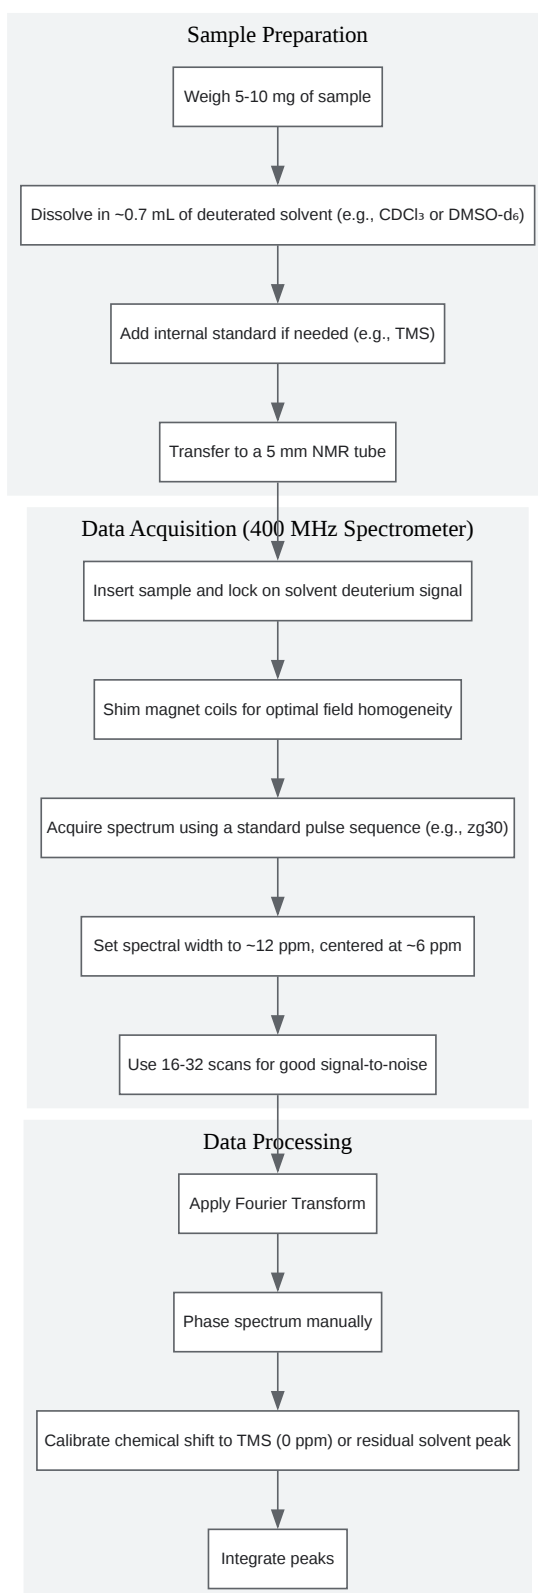 Sample Preparation
Weigh 5-10 mg of sample
Dissolve in ~0.7 mL of deuterated solvent (e.g., CDCl₃ or DMSO-d₆)
Add internal standard if needed (e.g., TMS)
Transfer to a 5 mm NMR tube
Data Acquisition (400 MHz Spectrometer)
Insert sample and lock on solvent deuterium signal
Shim magnet coils for optimal field homogeneity
Acquire spectrum using a standard pulse sequence (e.g., zg30)
Set spectral width to ~12 ppm, centered at ~6 ppm
Use 16-32 scans for good signal-to-noise
Data Processing
Apply Fourier Transform
Phase spectrum manually
Calibrate chemical shift to TMS (0 ppm) or residual solvent peak
Integrate peaks